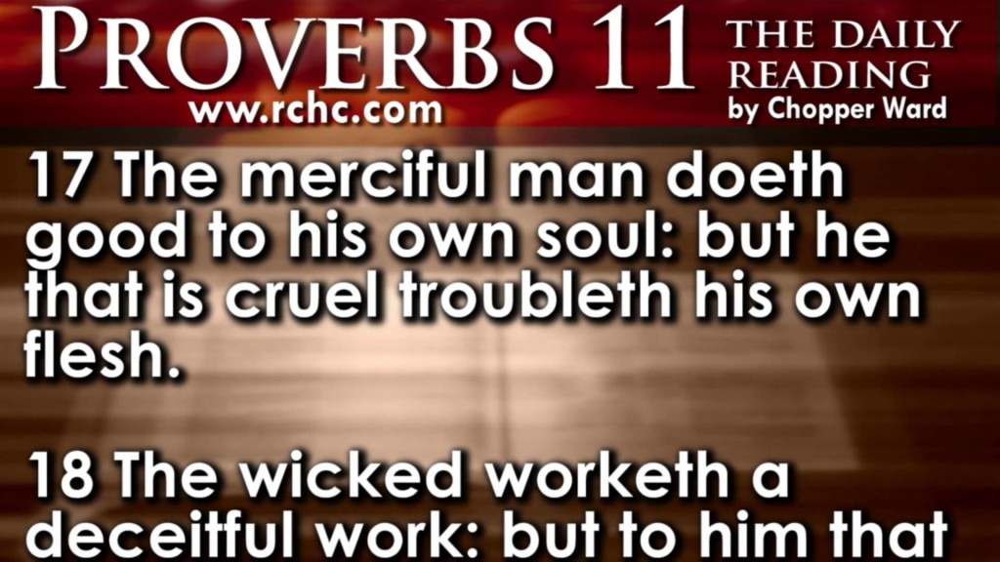 PROVERBS 11
THE DAILY
READING
ww.rchc.com
by Chopper Ward
17 The merciful man doeth
good to his own soul: but he
that is cruel troubleth his own
flesh.
18 The wicked worketh a
deceitful work: but to him that